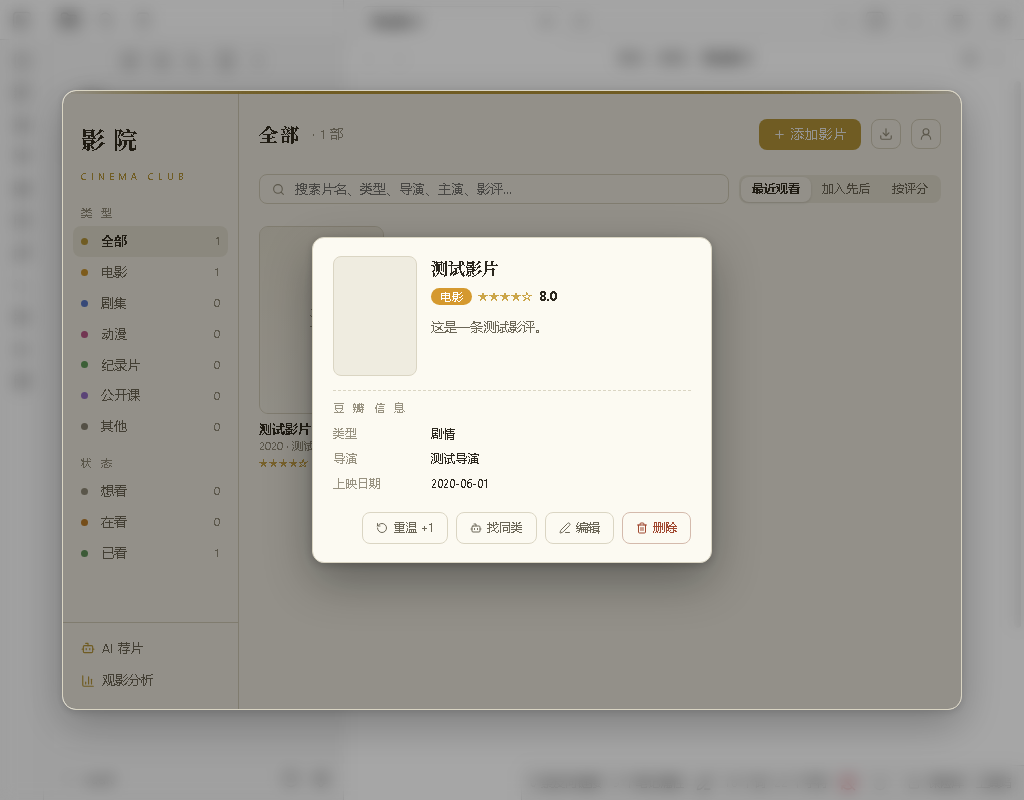 影院
CINEMA CLUB
类型
全部 1
电影 1
剧集 0
动漫 0
纪录片 0
公开课 0
其他 0
状态
想看 0
在看 0
已看 1
AI 荐片
观影分析
全部 · 1 部
+ 添加影片
搜索片名、类型、导演、主演、影评...
最近观看 加入先后 按评分
测试影片
2020 · 测试
★★★★☆
测试影片
电影 ★★★★☆ 8.0
这是一条测试影评。
豆瓣信息
类型 剧情
导演 测试导演
上映日期 2020-06-01
重温 +1 找同类 编辑 删除